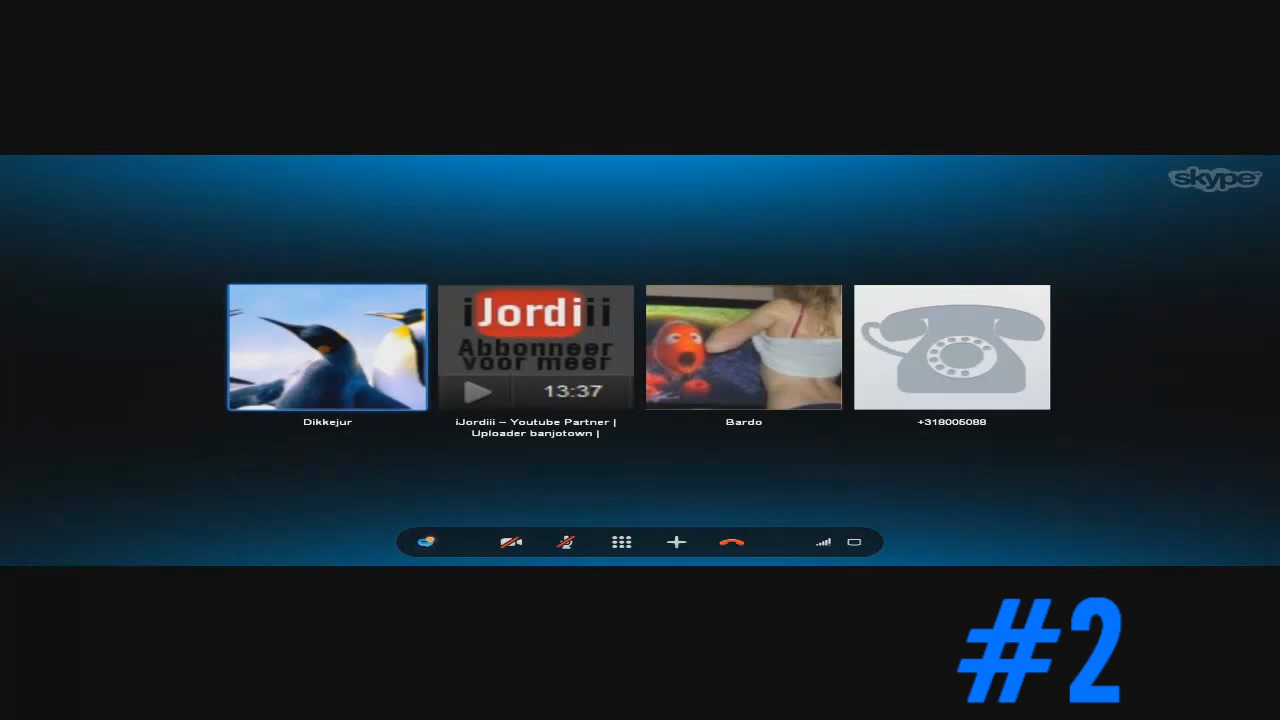 skype
iJordiii
Abbonneer
voor meer
13:37
Dikkejur
iJordiii – Youtube Partner |
Uploader banjotown |
Bardo
+318005088
#2